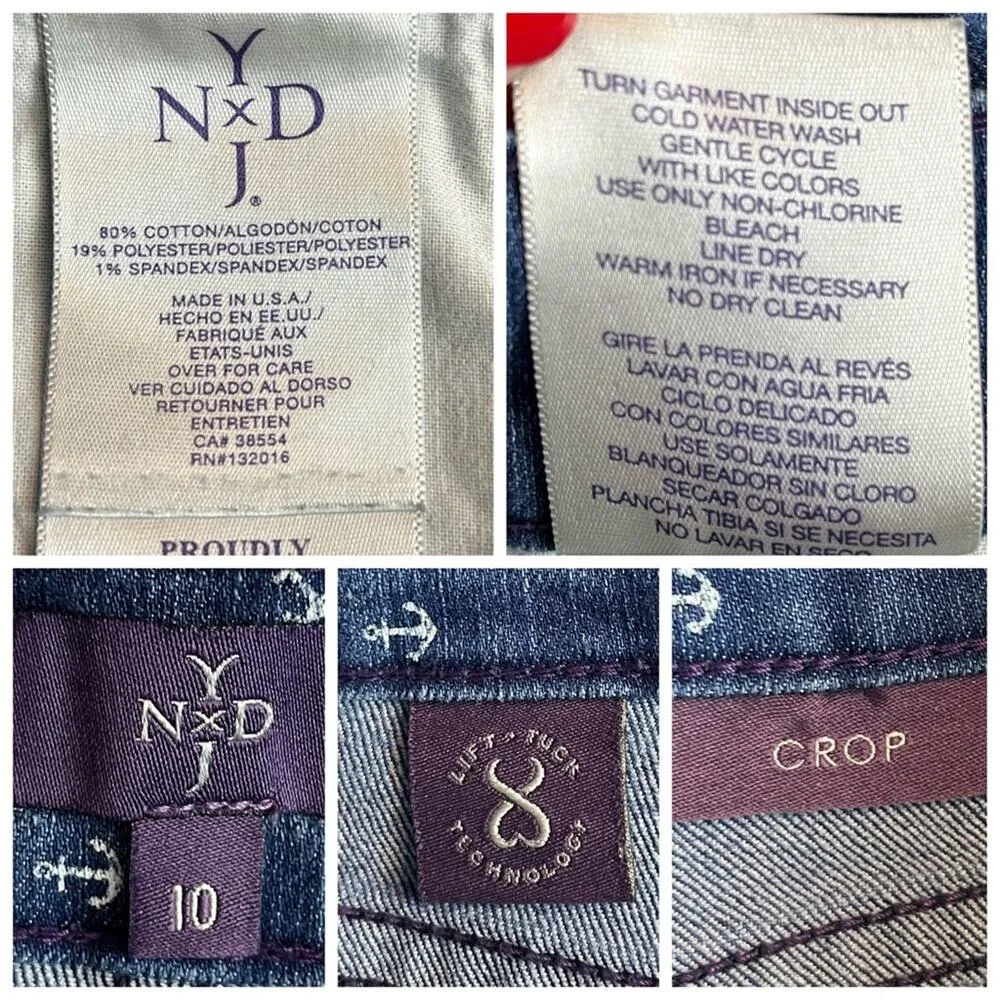 Y
N×D
J®
80% COTTON/ALGODÓN/COTON
19% POLYESTER/POLIESTER/POLYESTER
1% SPANDEX/SPANDEX/SPANDEX
MADE IN U.S.A./
HECHO EN EE.UU./
FABRIQUÉ AUX
ETATS-UNIS
OVER FOR CARE
VER CUIDADO AL DORSO
RETOURNER POUR
ENTRETIEN
CA# 38554
RN#132016
PROUDLY
TURN GARMENT INSIDE OUT
COLD WATER WASH
GENTLE CYCLE
WITH LIKE COLORS
USE ONLY NON-CHLORINE
BLEACH
LINE DRY
WARM IRON IF NECESSARY
NO DRY CLEAN
GIRE LA PRENDA AL REVÉS
LAVAR CON AGUA FRIA
CICLO DELICADO
CON COLORES SIMILARES
USE SOLAMENTE
BLANQUEADOR SIN CLORO
SECAR COLGADO
PLANCHA TIBIA SI SE NECESITA
NO LAVAR EN SECO
Y
N×D
J
10
LIFT × TUCK
TECHNOLOGY
CROP